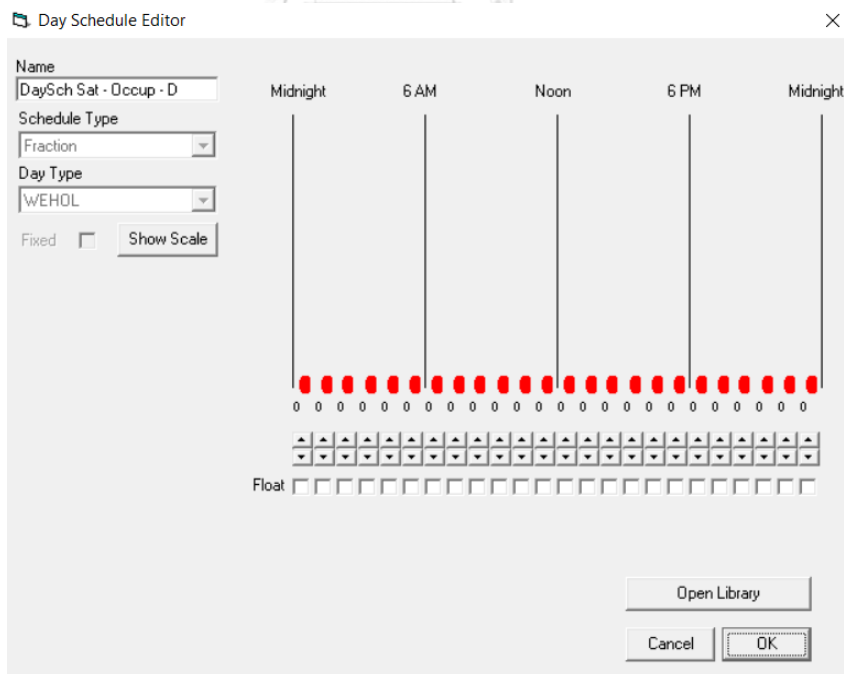 Day Schedule Editor
Name
DaySch Sat - Occup - D
Schedule Type
Fraction
Day Type
WEHOL
Fixed
Show Scale
Midnight 6 AM Noon 6 PM Midnight
0 0 0 0 0 0 0 0 0 0 0 0 0 0 0 0 0 0 0 0 0 0 0 0
Float
Open Library
Cancel OK